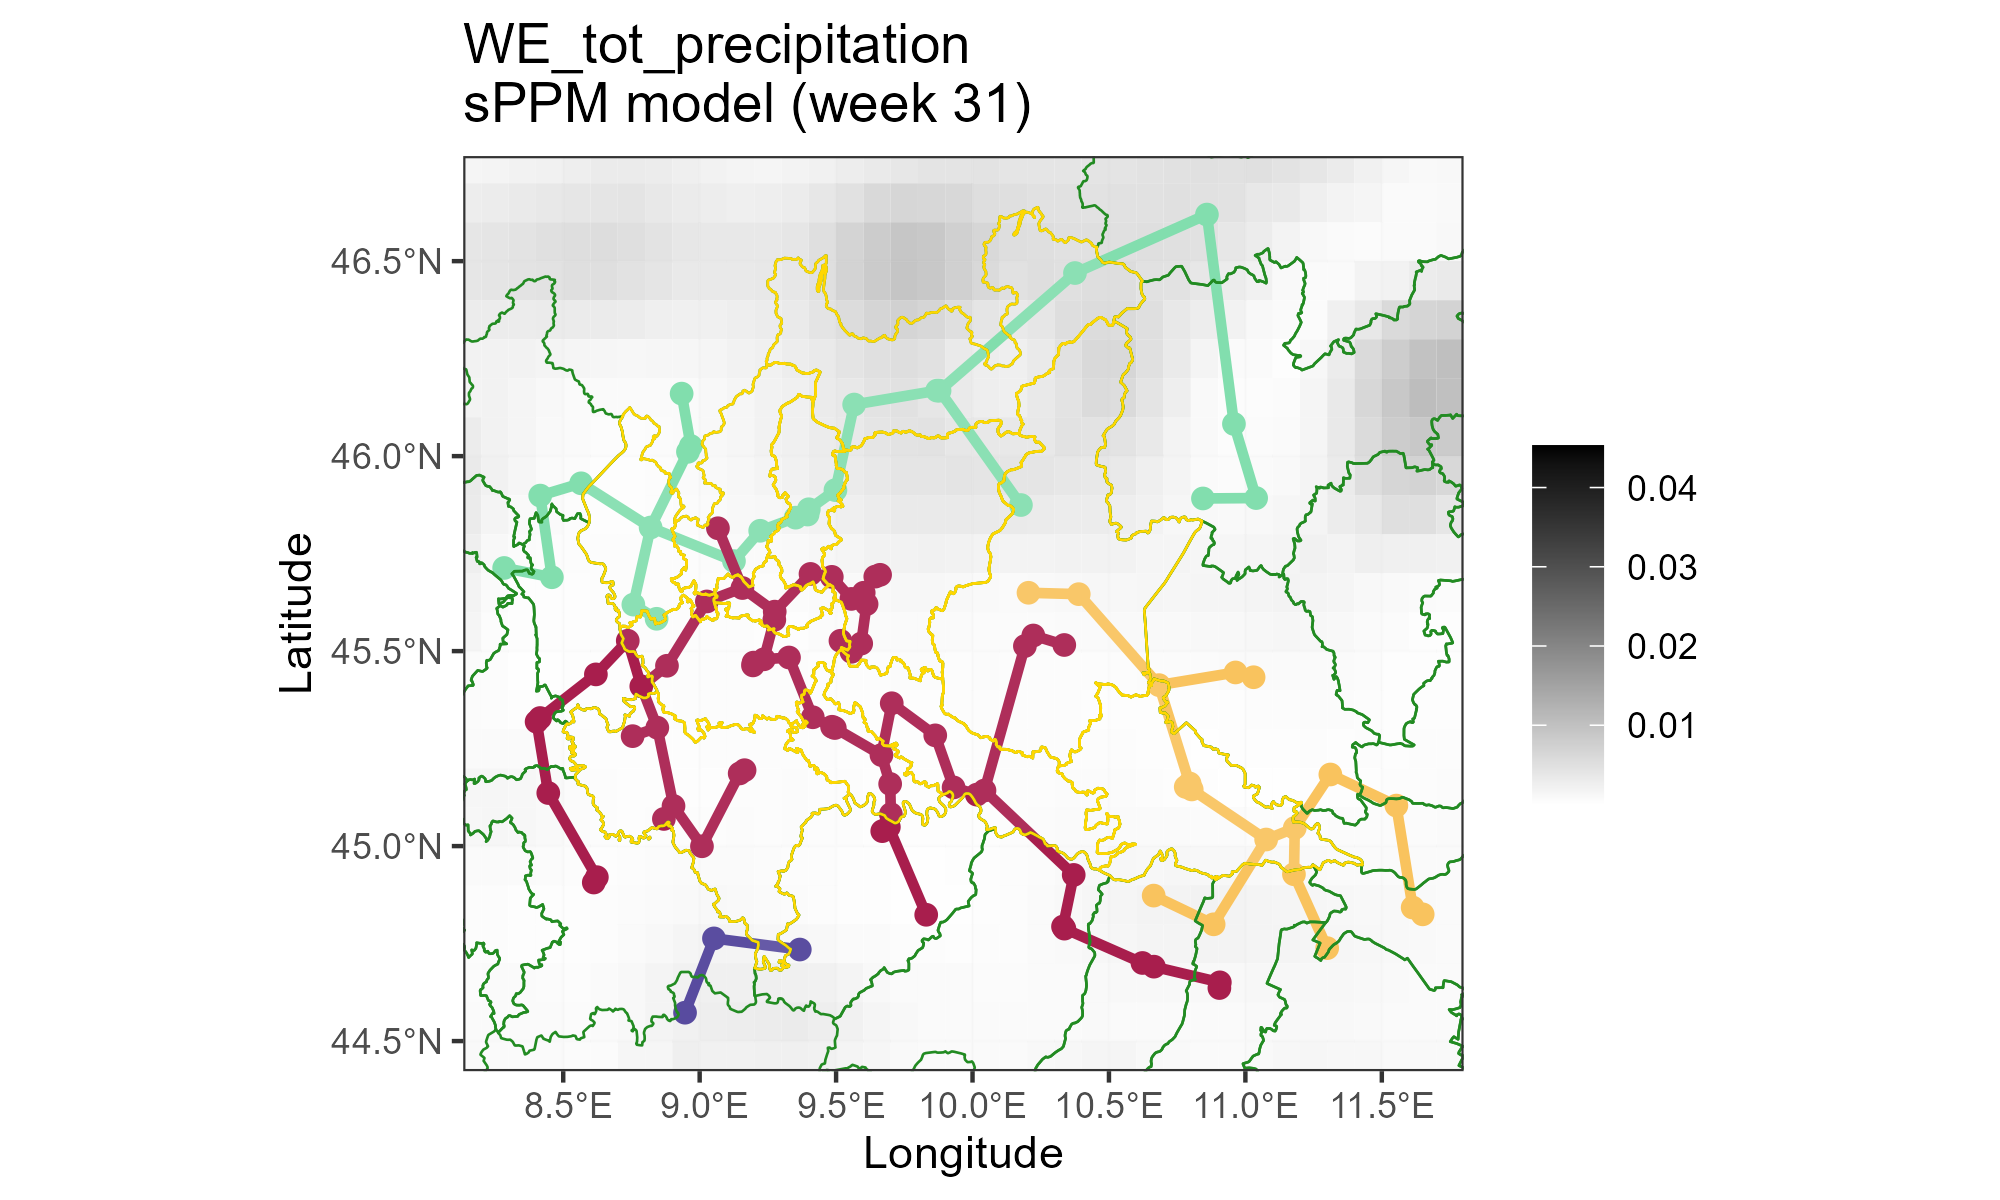 WE_tot_precipitation
sPPM model (week 31)
46.5°N
46.0°N
45.5°N
45.0°N
44.5°N
Latitude
8.5°E 9.0°E 9.5°E 10.0°E 10.5°E 11.0°E 11.5°E
Longitude
0.04
0.03
0.02
0.01